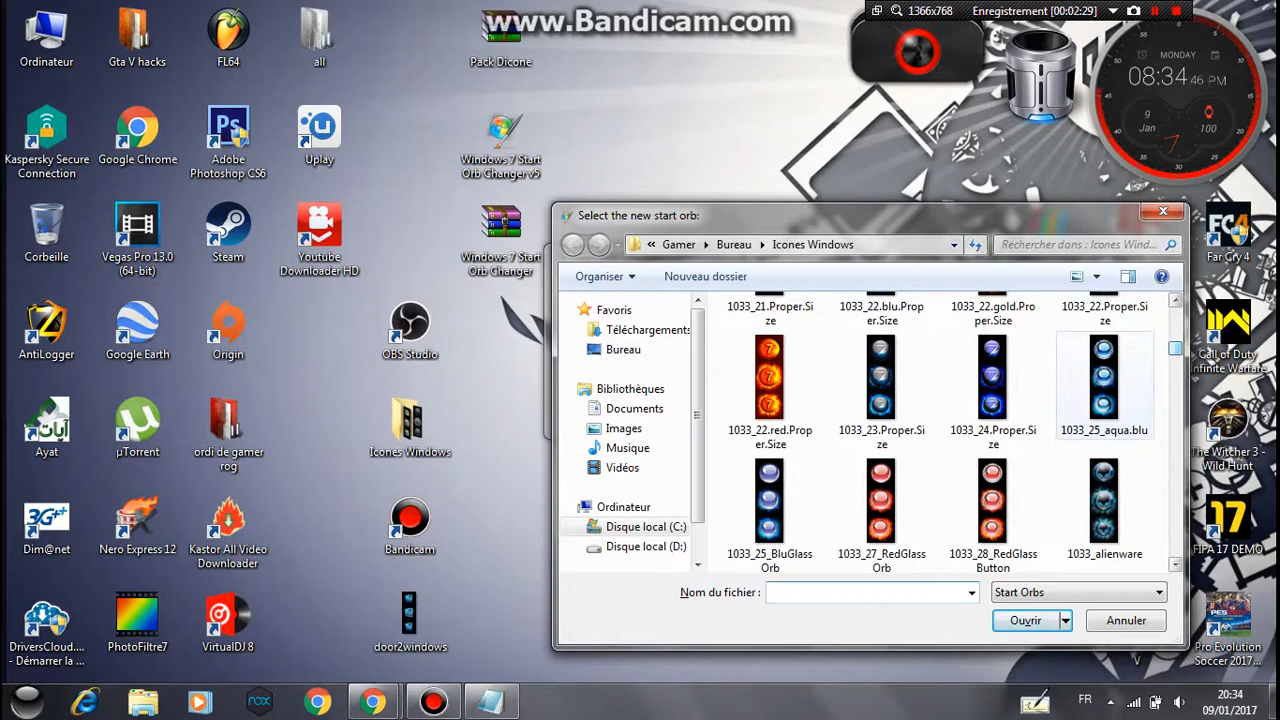 www.Bandicam.com
1366x768 Enregistrement [00:02:29]
MONDAY
08:34 46 PM
9
Jan
100
Ordinateur
Gta V hacks
FL64
all
Pack Dicone
Kaspersky Secure
Connection
Google Chrome
Adobe
Photoshop CS6
Uplay
Windows 7 Start
Orb Changer v5
Corbeille
Vegas Pro 13.0
(64-bit)
Steam
Youtube
Downloader HD
Windows 7 Start
Orb Changer
AntiLogger
Google Earth
Origin
OBS Studio
Ayat
µTorrent
ordi de gamer
rog
Icones Windows
3G++
Dim@net
Nero Express 12
Kastor All Video
Downloader
Bandicam
DriversCloud....
- Démarrer la ...
PhotoFiltre7
VirtualDJ 8
door2windows
Select the new start orb:
« Gamer Bureau Icones Windows
Rechercher dans : Icones Wind...
Organiser
Nouveau dossier
Favoris
Téléchargements
Bureau
Bibliothèques
Documents
Images
Musique
Vidéos
Ordinateur
Disque local (C:)
Disque local (D:)
1033_21.Proper.Si
ze
1033_22.blu.Pro
per.Size
1033_22.gold.Pro
per.Size
1033_22.Proper.Si
ze
1033_22.red.Prop
er.Size
1033_23.Proper.Si
ze
1033_24.Proper.Si
ze
1033_25_aqua.blu
1033_25_BluGlass
Orb
1033_27_RedGlass
Orb
1033_28_RedGlass
Button
1033_alienware
Nom du fichier :
Start Orbs
Ouvrir
Annuler
FC4
Far Cry 4
Call of Duty
Infinite Warfare
The Witcher 3 -
Wild Hunt
17
FIFA 17 DEMO
Pro Evolution
Soccer 2017...
nox
FR
20:34
09/01/2017